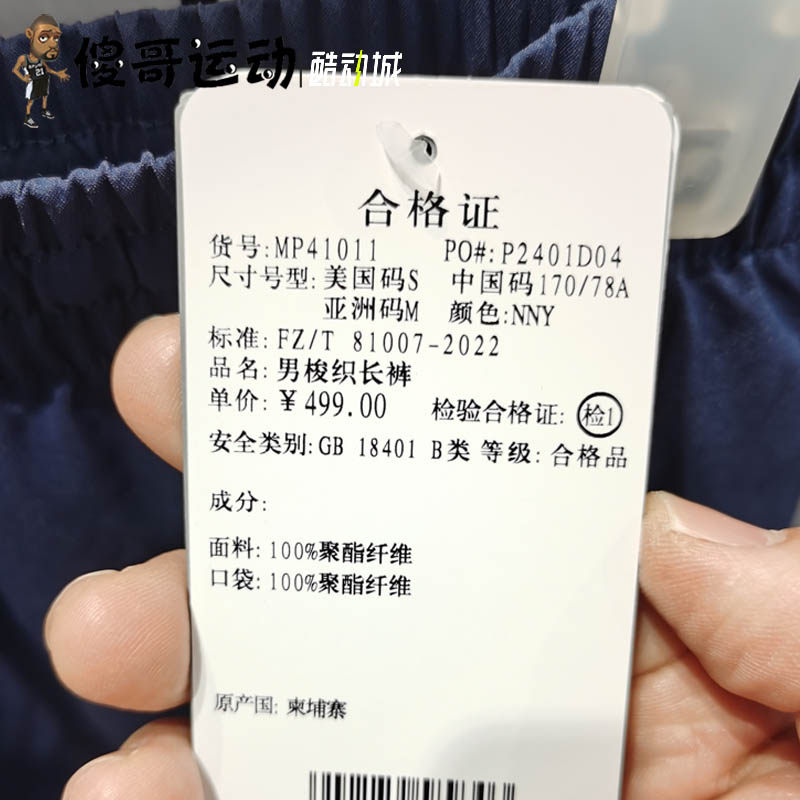 傻哥运动 酷动城
21
合格证
货号:MP41011 PO#:P2401D04
尺寸号型:美国码S 中国码170/78A
亚洲码M 颜色:NNY
标准:FZ/T 81007-2022
品名:男梭织长裤
单价:¥499.00 检验合格证:检1
安全类别:GB 18401 B类 等级:合格品
成分:
面料:100%聚酯纤维
口袋:100%聚酯纤维
原产国:柬埔寨